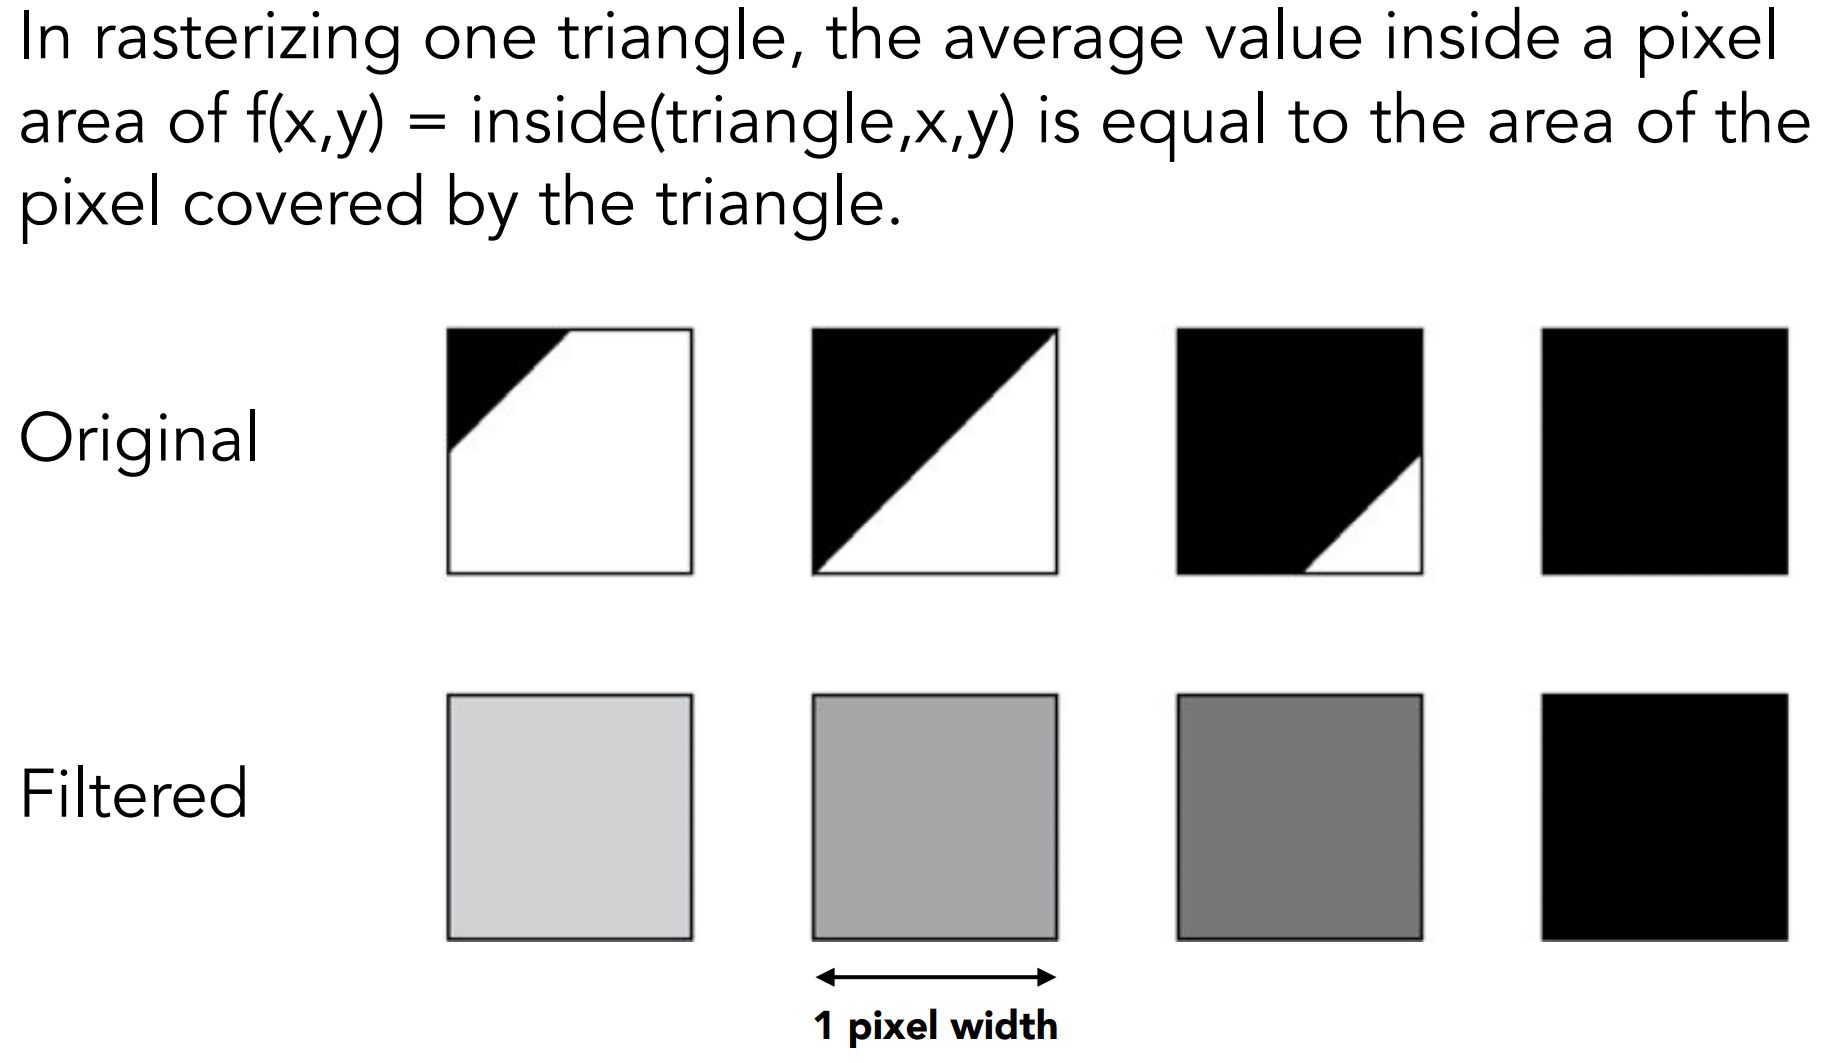 In rasterizing one triangle, the average value inside a pixel
area of f(x,y) = inside(triangle,x,y) is equal to the area of the
pixel covered by the triangle.
Original
Filtered
1 pixel width